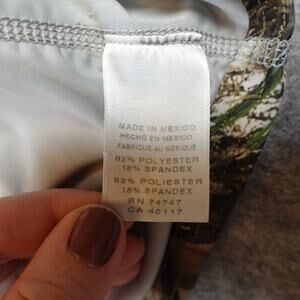 MADE IN MEXICO
HECHO EN MEXICO
FABRIQUE AU MEXIQUE
82% POLYESTER
18% SPANDEX
82% POLIESTER
18% SPANDEX
RN 74747
CA 45117